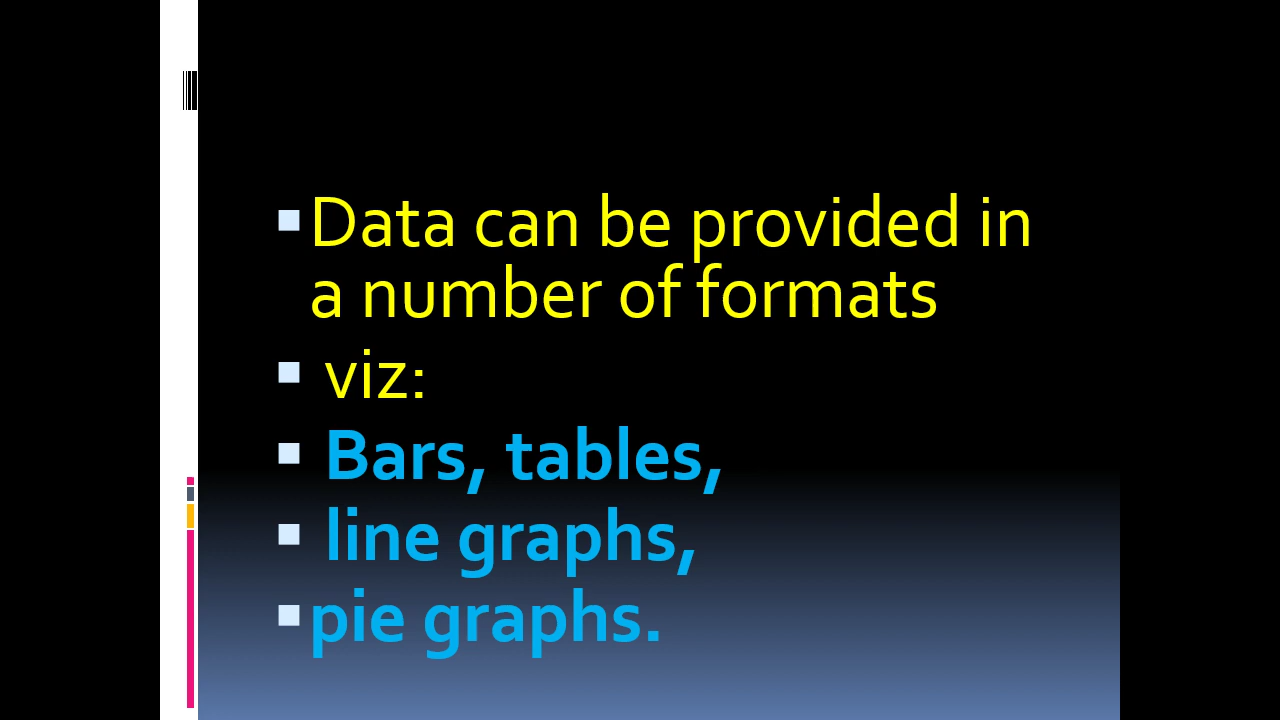 Data can be provided in
a number of formats
viz:
Bars, tables,
line graphs,
pie graphs.